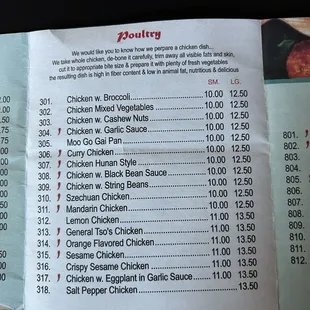 Poultry
We would like you to know how we perpare a chicken dish...
We take whole chicken, de-bone it carefully, trim away all visible fats and skin,
cut it to appropriate bite size & prepare it with plenty of fresh vegetables
the resulting dish is high in fiber content & low in animal fat, nutritious & delicious
SM. LG.
301. Chicken w. Broccoli 10.00 12.50
302. Chicken Mixed Vegetables 10.00 12.50
303. Chicken w. Cashew Nuts 10.00 12.50
304. Chicken w. Garlic Sauce 10.00 12.50
305. Moo Go Gai Pan 10.00 12.50
306. Curry Chicken 10.00 12.50
307. Chicken Hunan Style 10.00 12.50
308. Chicken w. Black Bean Sauce 10.00 12.50
309. Chicken w. String Beans 10.00 12.50
310. Szechuan Chicken 10.00 12.50
311. Mandarin Chicken 10.00 12.50
312. Lemon Chicken 11.00 13.50
313. General Tso's Chicken 11.00 13.50
314. Orange Flavored Chicken 11.00 13.50
315. Sesame Chicken 11.00 13.50
316. Crispy Sesame Chicken 11.00 13.50
317. Chicken w. Eggplant in Garlic Sauce 11.00 13.50
318. Salt Pepper Chicken 13.50
801.
802.
805.
806.
807.
808.
809.
810.
811.
812.